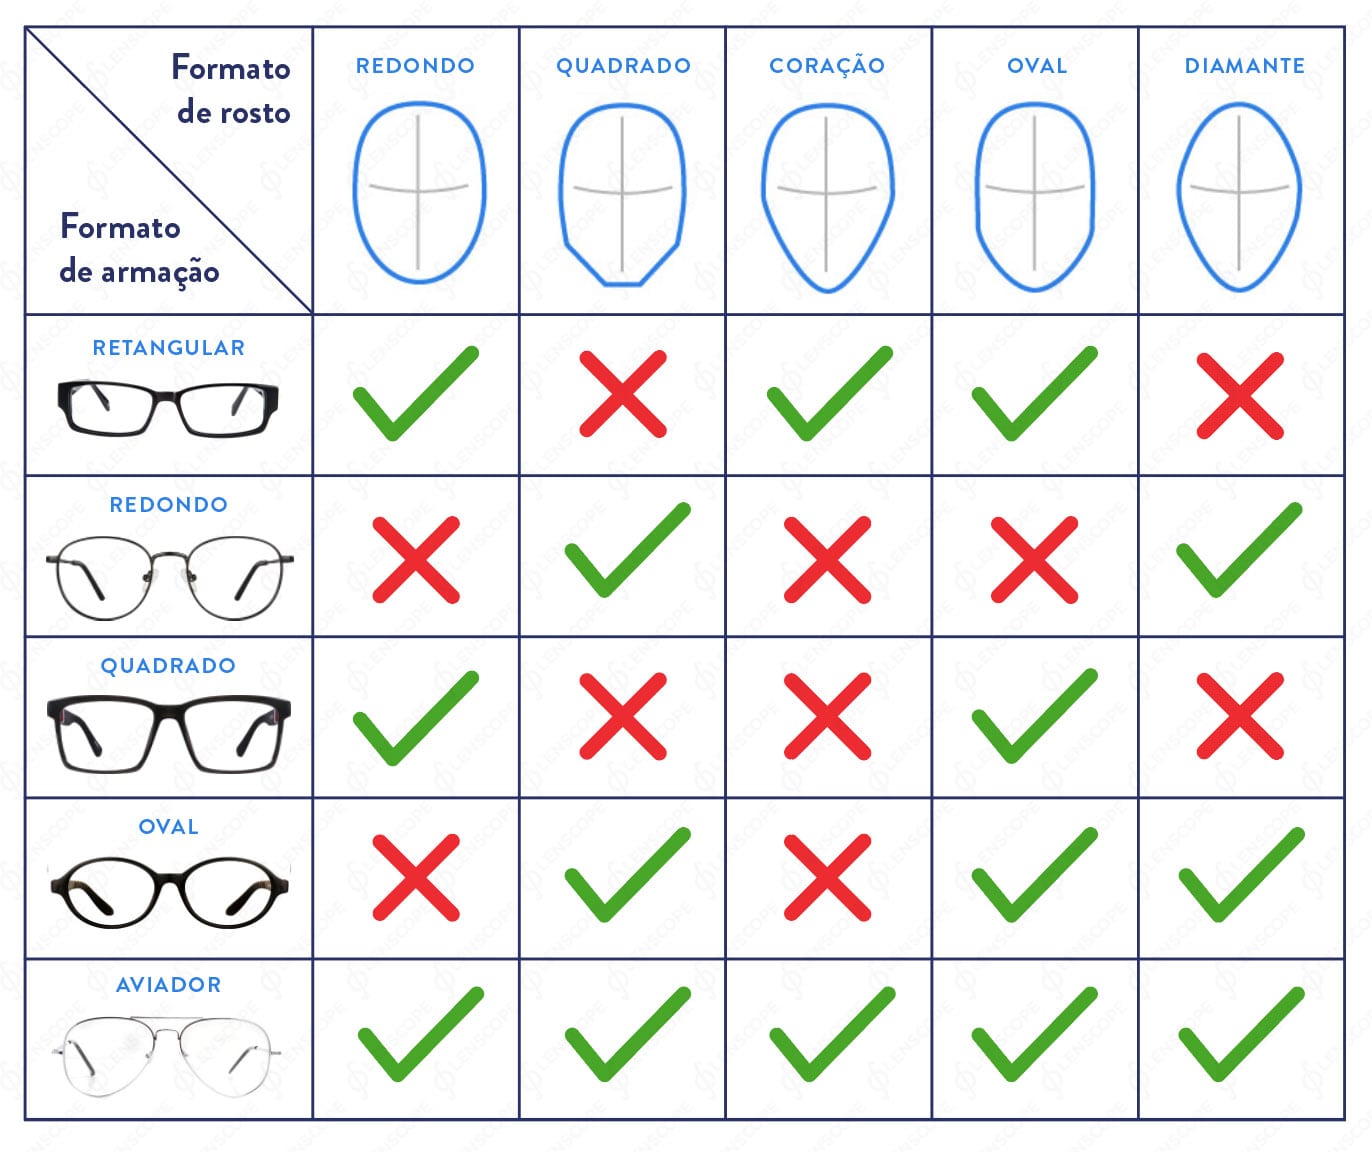 Formato
de rosto
Formato
de armação
REDONDO
QUADRADO
CORAÇÃO
OVAL
DIAMANTE
RETANGULAR
REDONDO
QUADRADO
OVAL
AVIADOR
LENSCOPE